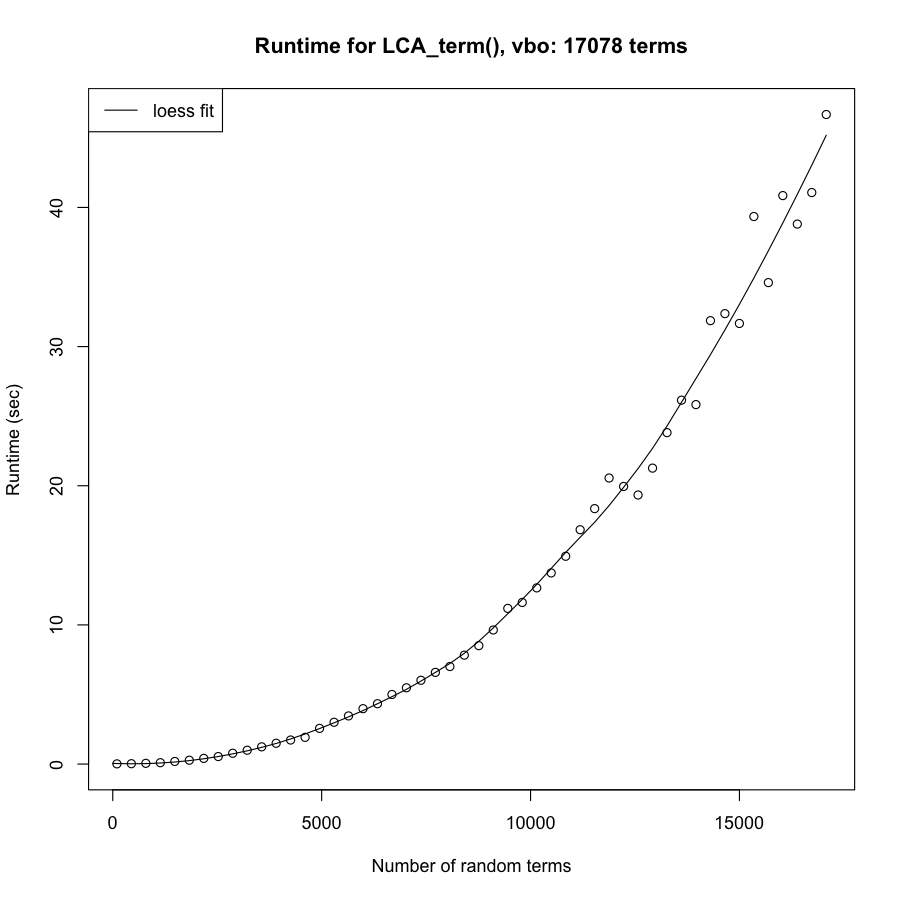 Runtime for LCA_term(), vbo: 17078 terms
loess fit
Runtime (sec)
40
30
20
10
0
0 5000 10000 15000
Number of random terms